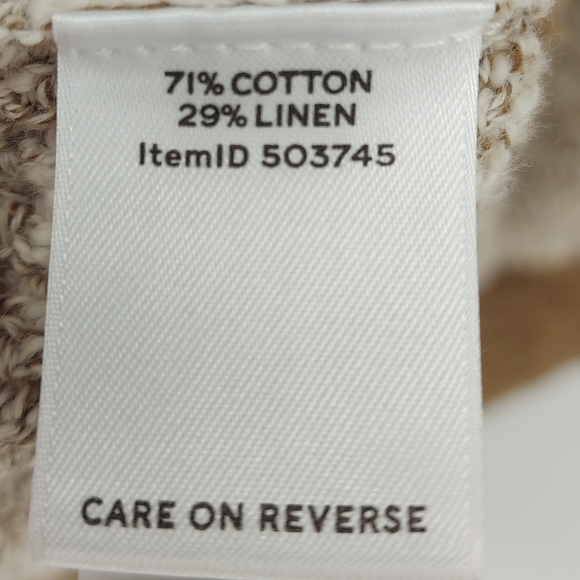 71% COTTON
29% LINEN
ItemID 503745
CARE ON REVERSE